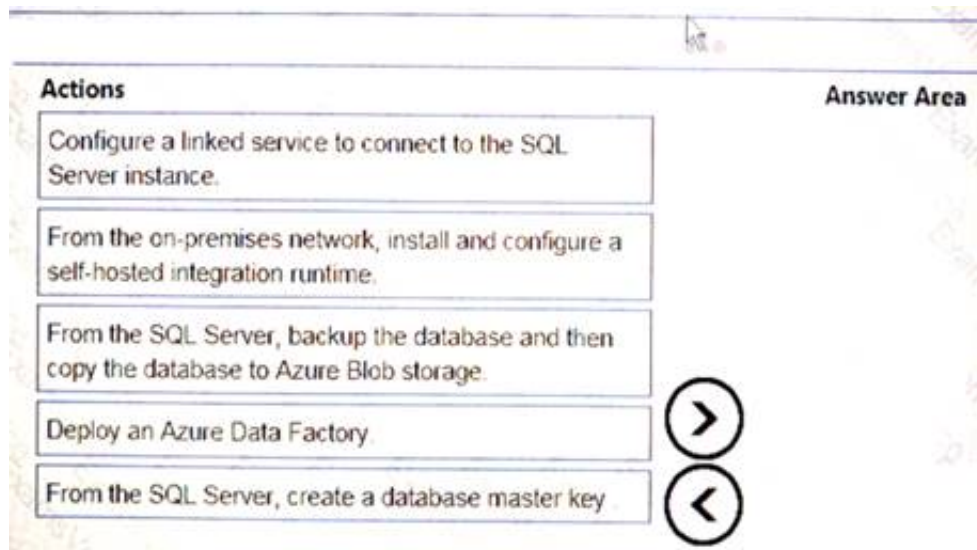 Actions
Answer Area
Configure a linked service to connect to the SQL
Server instance.
From the on-premises network, install and configure a
self-hosted integration runtime.
From the SQL Server, backup the database and then
copy the database to Azure Blob storage.
Deploy an Azure Data Factory.
From the SQL Server, create a database master key